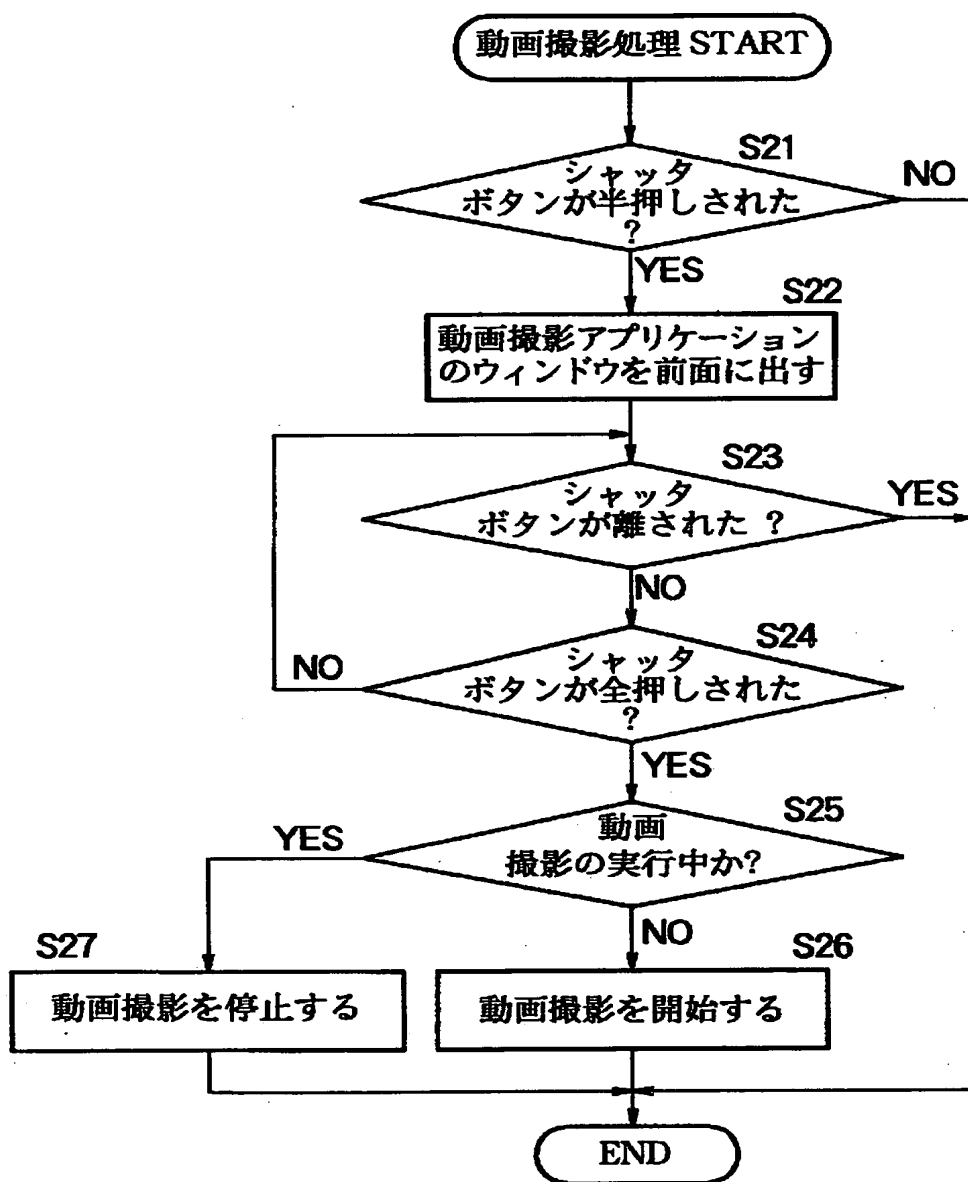 動画撮影処理 START
S21
シャッタ
ボタンが半押しされた
?
NO
YES
S22
動画撮影アプリケーション
のウィンドウを前面に出す
S23
シャッタ
ボタンが離された ?
YES
NO
S24
シャッタ
ボタンが全押しされた
?
NO
YES
S25
動画
撮影の実行中か?
YES
NO
S27
動画撮影を停止する
S26
動画撮影を開始する
END